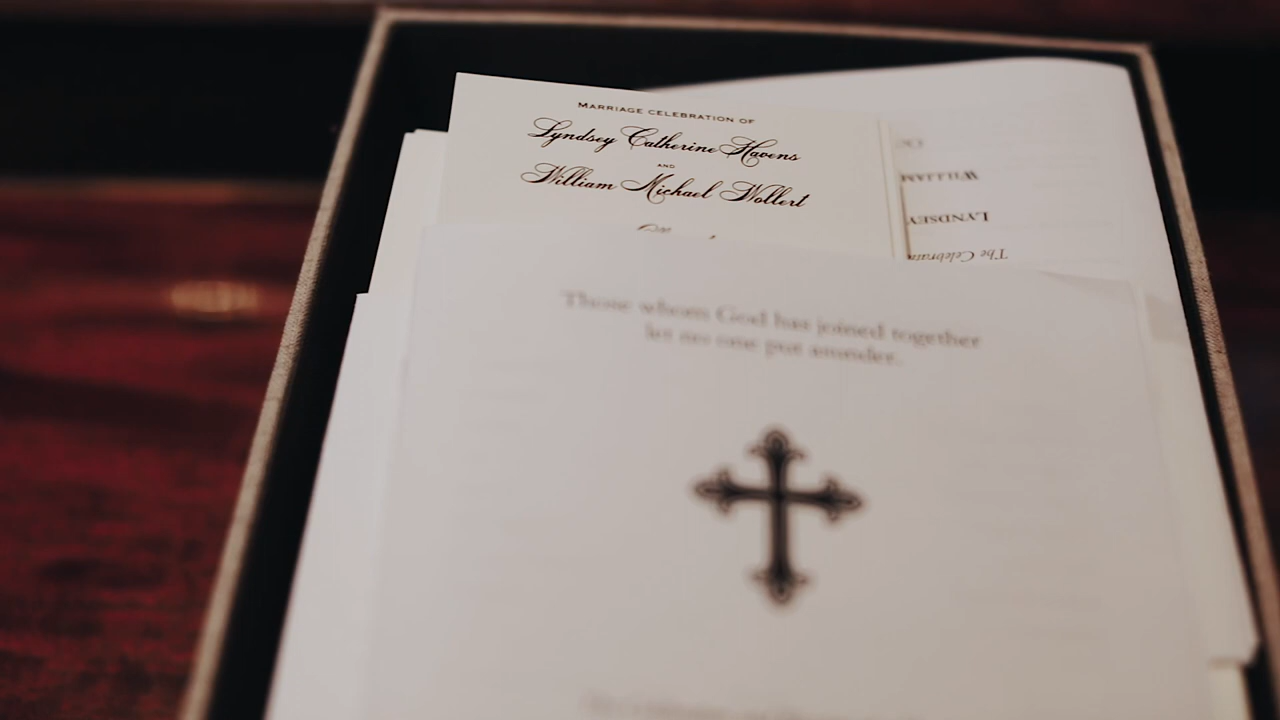 MARRIAGE CELEBRATION OF
Lyndsey Catherine Havens
AND
William Michael Wollert
Those whom God has joined together
let no one put asunder.
The Celebrat
LYNDSEY
WILLIAM